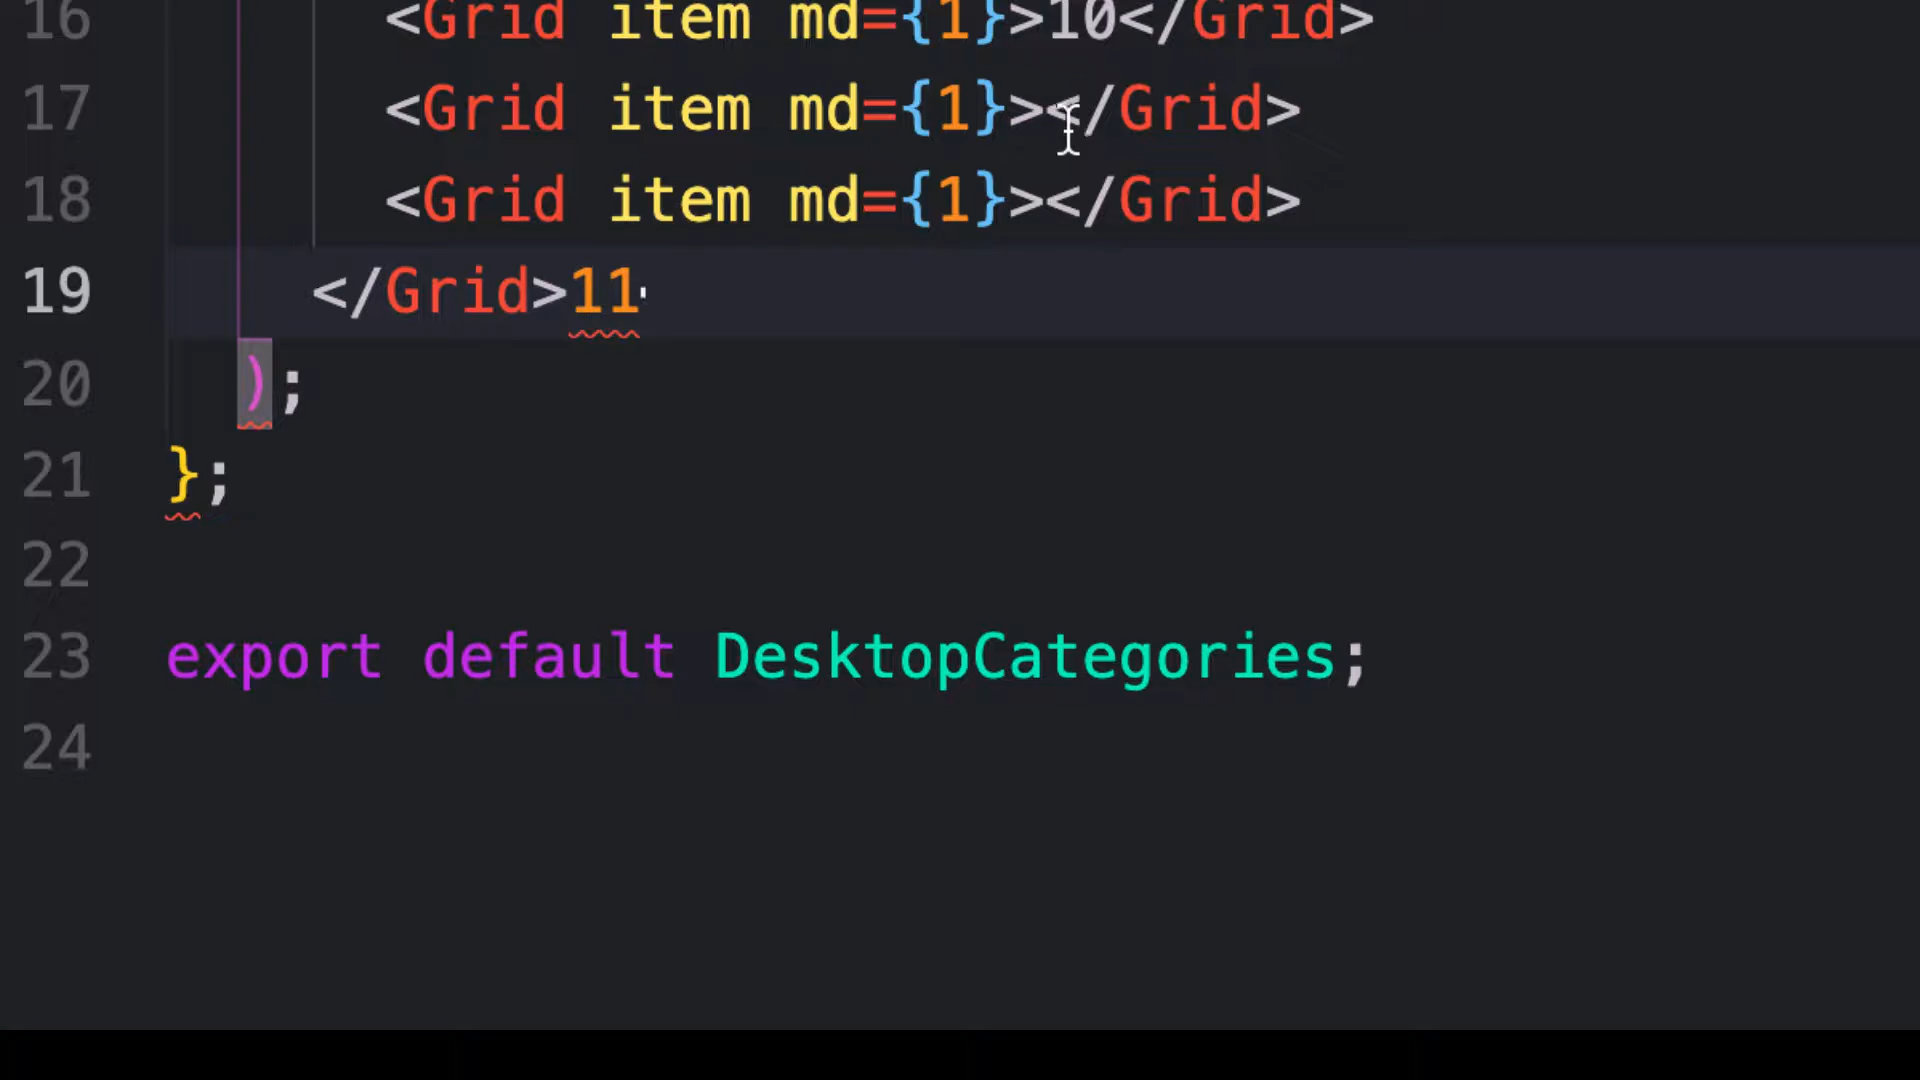 16 <Grid item md={1}>10</Grid>
17 <Grid item md={1}></Grid>
18 <Grid item md={1}></Grid>
19 </Grid>11
20 );
21 };
22
23 export default DesktopCategories;
24